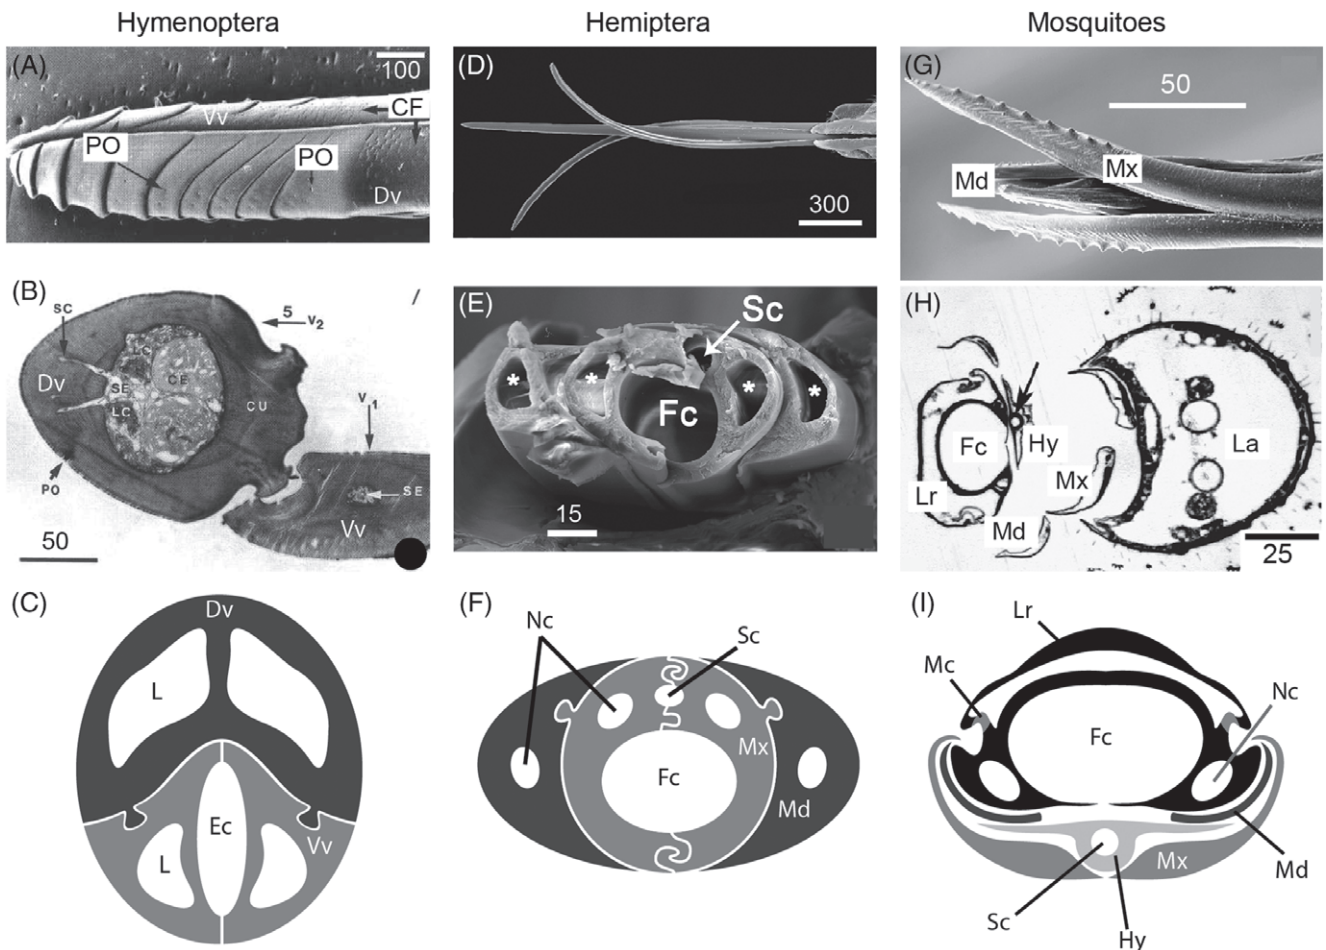 Hymenoptera
Hemiptera
Mosquitoes
(A)
100
Vv
CF
PO
PO
Dv
(D)
300
(G)
50
Mx
Md
(B)
SC
5 V2
/
Dv
SE
CE
LC
CU
V1
PO
SE
Vv
50
(E)
Sc
*
*
*
*
Fc
15
(H)
Fc
Hy
La
Mx
Lr
Md
25
(C)
Dv
L
Ec
L
Vv
(F)
Nc
Sc
Mx
Fc
Md
(I)
Lr
Mc
Nc
Fc
Mx
Md
Sc
Hy